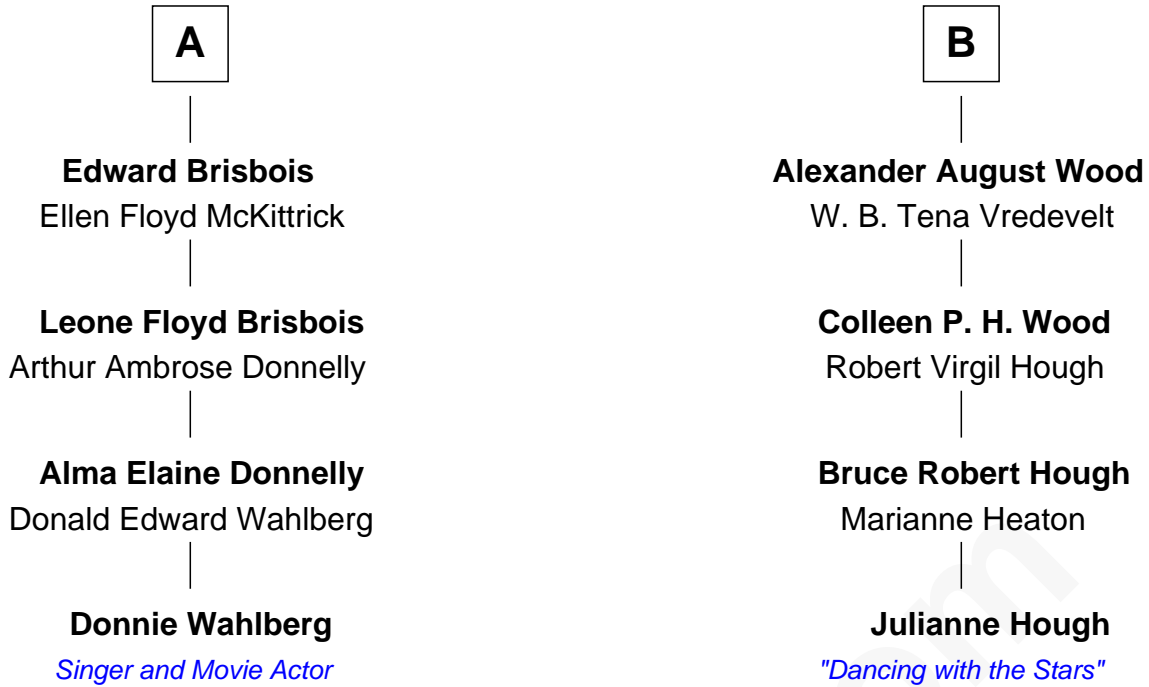 A
Edward Brisbois
Ellen Floyd McKittrick
Leone Floyd Brisbois
Arthur Ambrose Donnelly
Alma Elaine Donnelly
Donald Edward Wahlberg
Donnie Wahlberg
Singer and Movie Actor
B
Alexander August Wood
W. B. Tena Vredevelt
Colleen P. H. Wood
Robert Virgil Hough
Bruce Robert Hough
Marianne Heaton
Julianne Hough
"Dancing with the Stars"